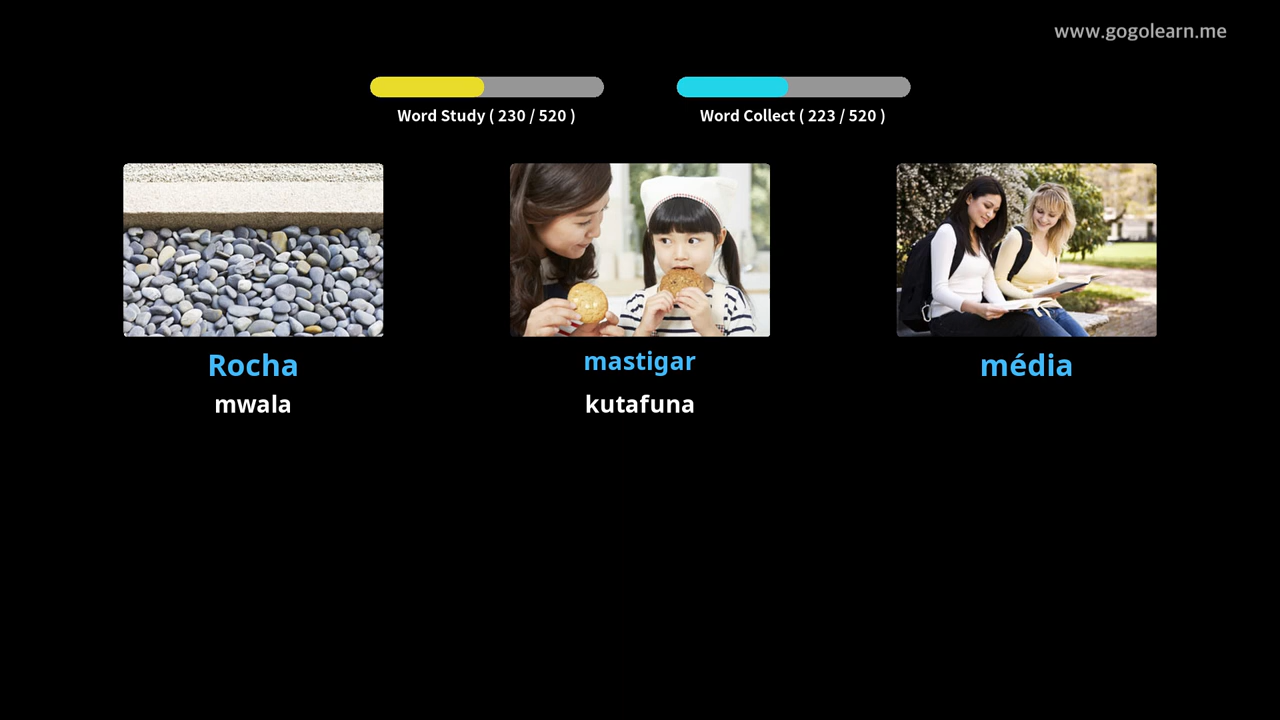 www.gogolearn.me
Word Study ( 230 / 520 )
Word Collect ( 223 / 520 )
Rocha
mwala
mastigar
kutafuna
média